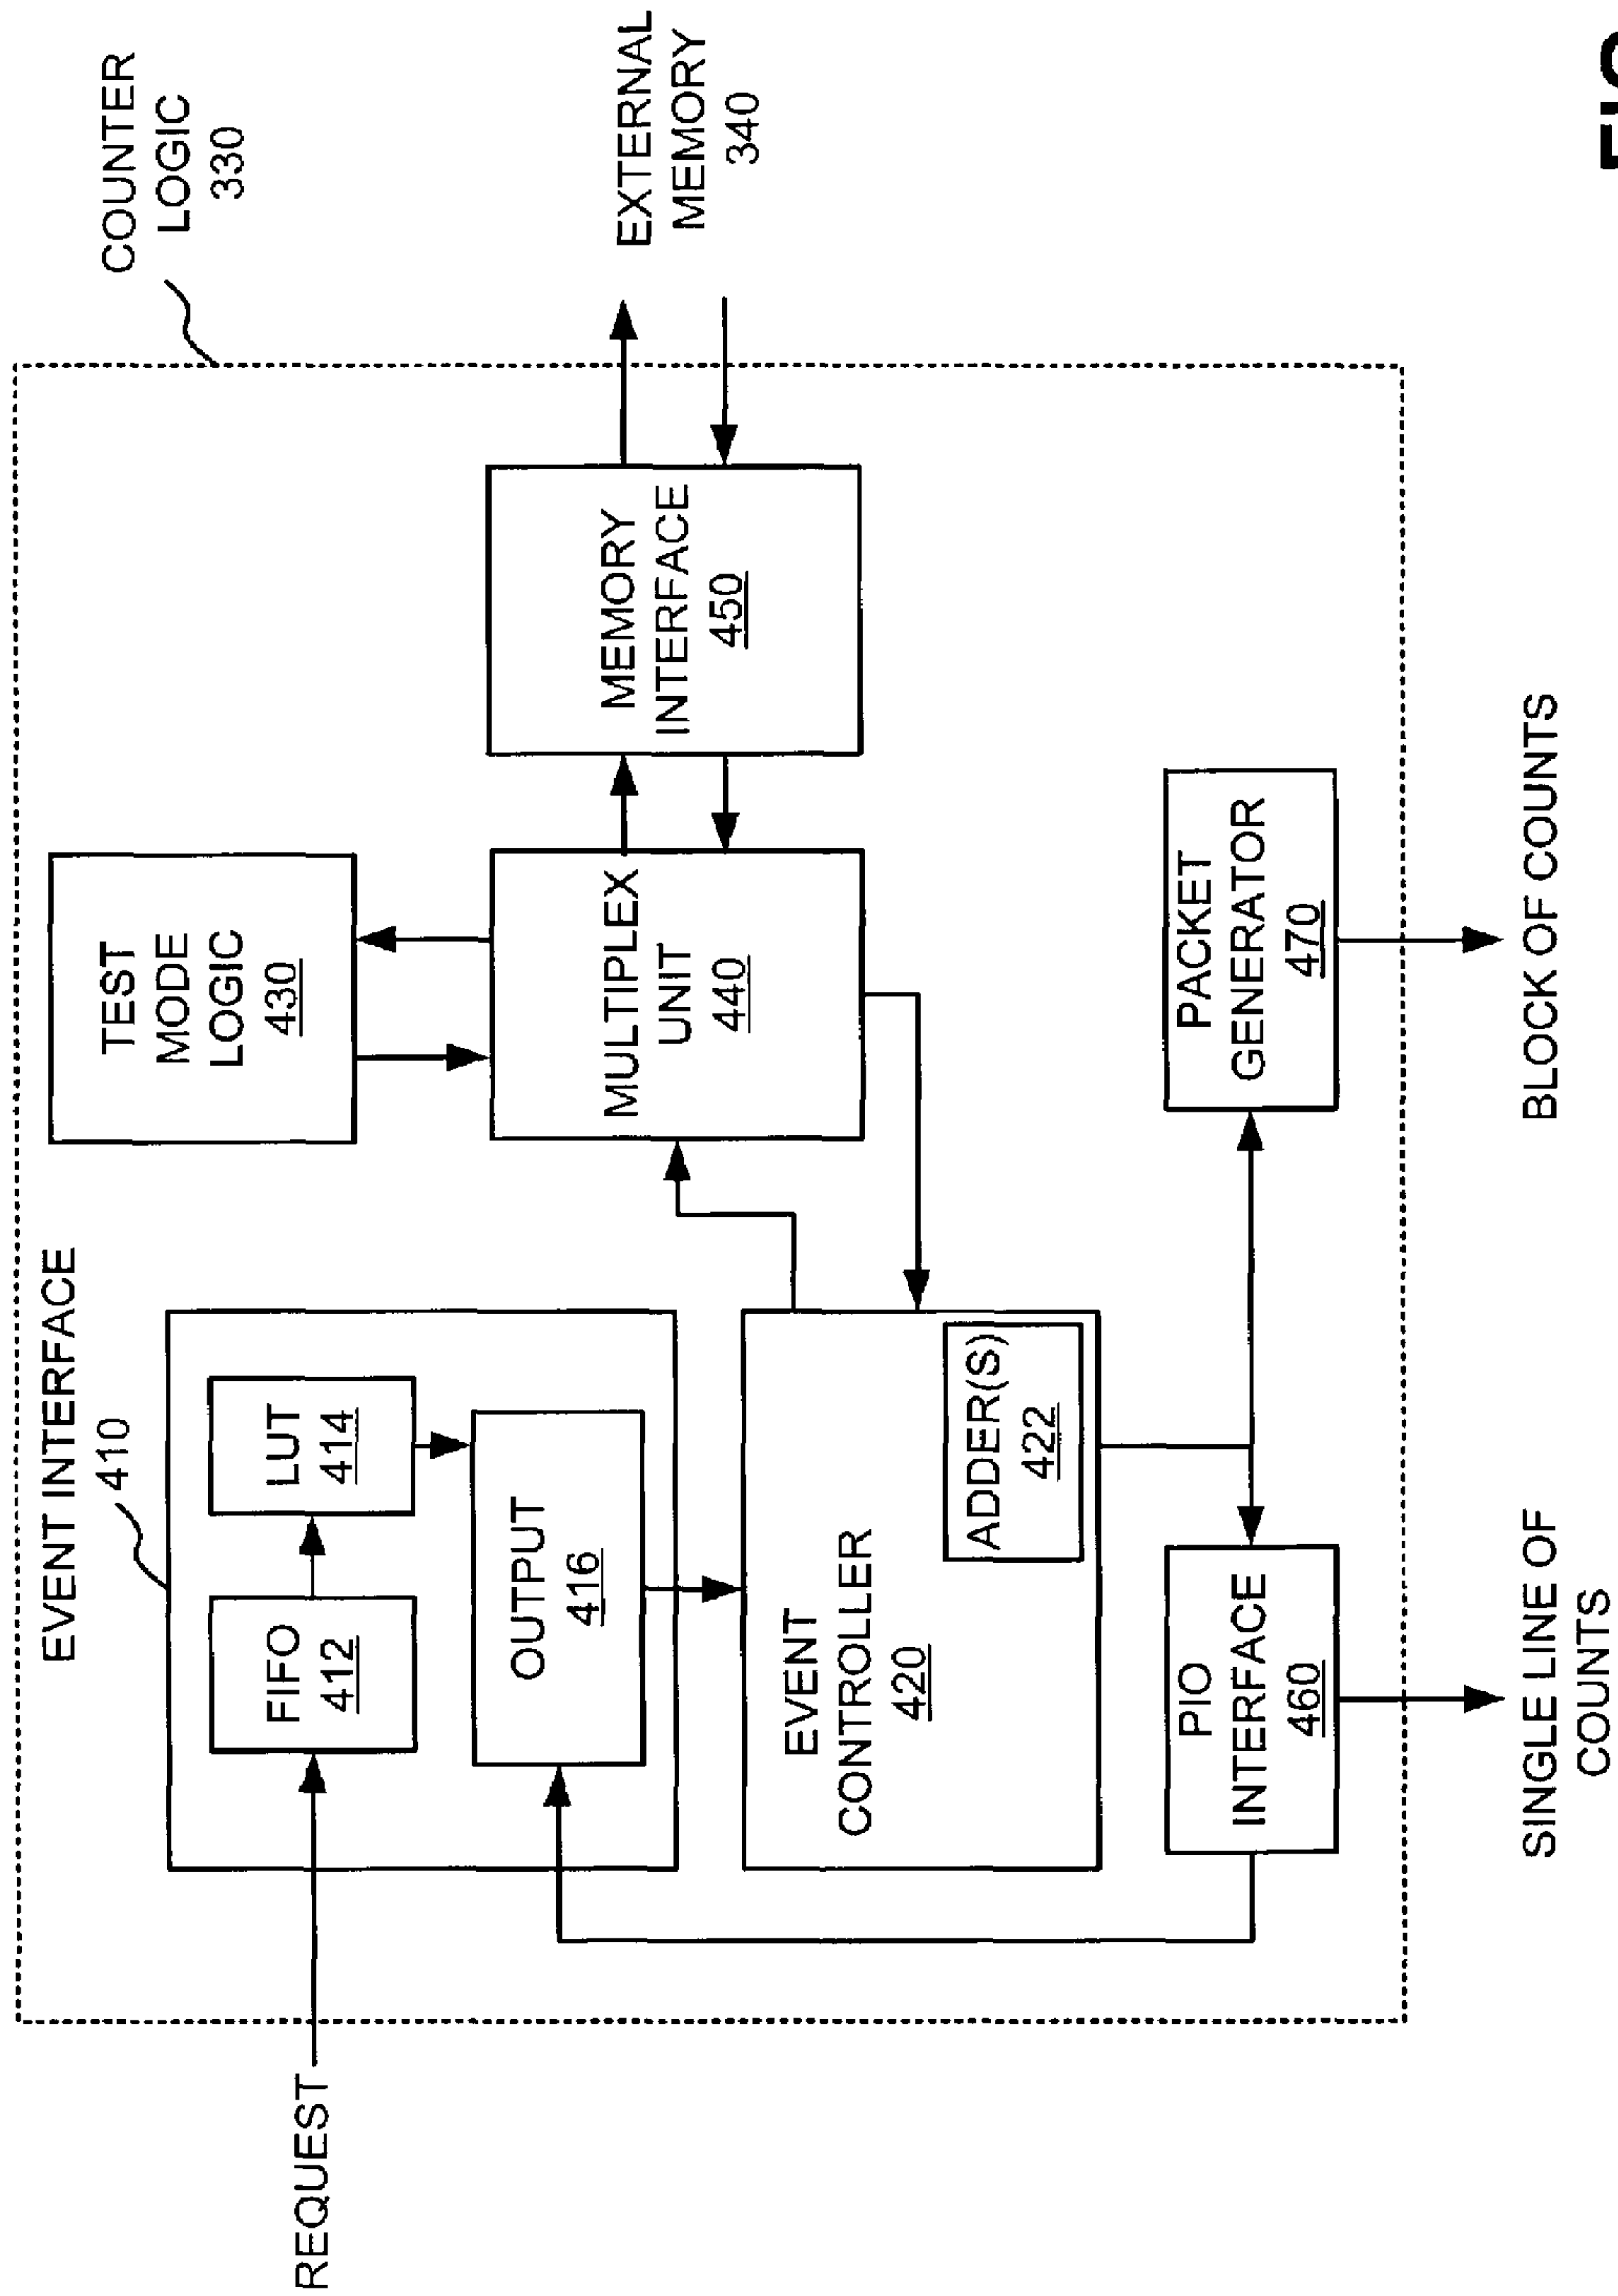 COUNTER
LOGIC
330
EVENT INTERFACE
410
REQUEST
FIFO
412
LUT
414
OUTPUT
416
TEST
MODE
LOGIC
430
EXTERNAL
MEMORY
340
MULTIPLEX
UNIT
440
MEMORY
INTERFACE
450
EVENT
CONTROLLER
420
ADDER(S)
422
PIO
INTERFACE
460
PACKET
GENERATOR
470
SINGLE LINE OF
COUNTS
BLOCK OF COUNTS